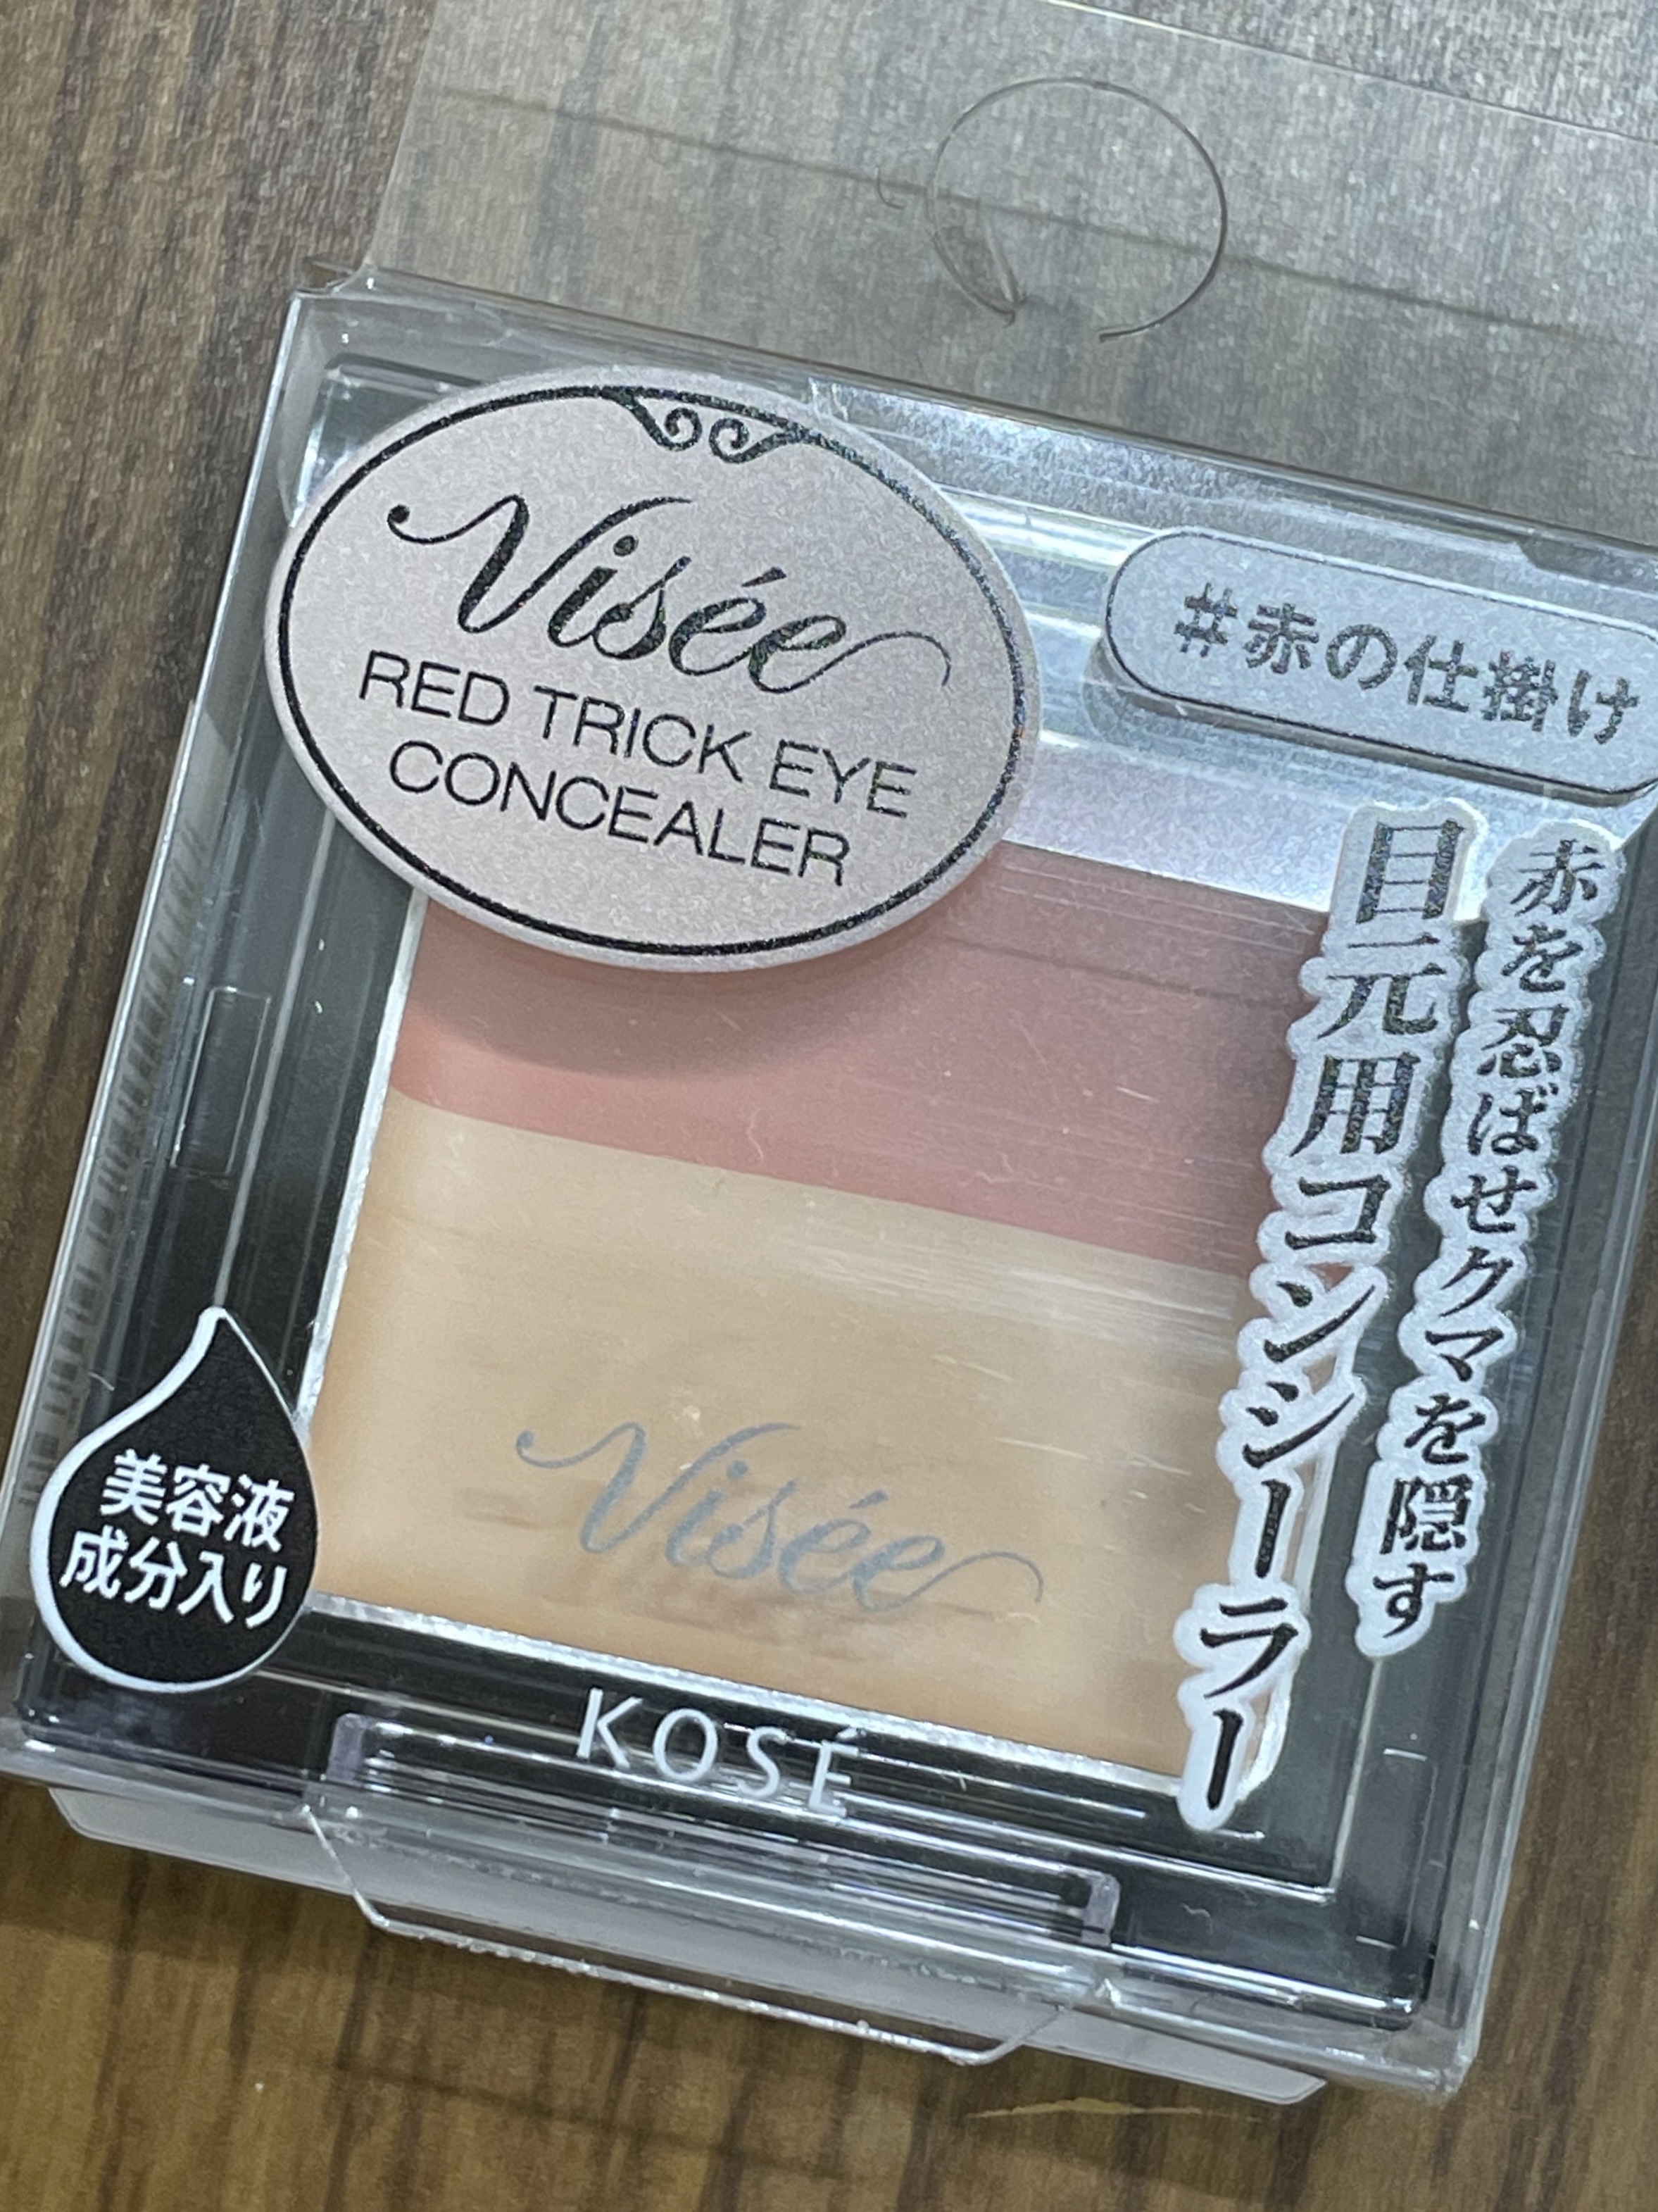 Visée
RED TRICK EYE
CONCEALER
#赤の仕掛け
赤を忍ばせクマを隠す
目元用コンシーラー
美容液
成分入り
Visée
KOSÉ